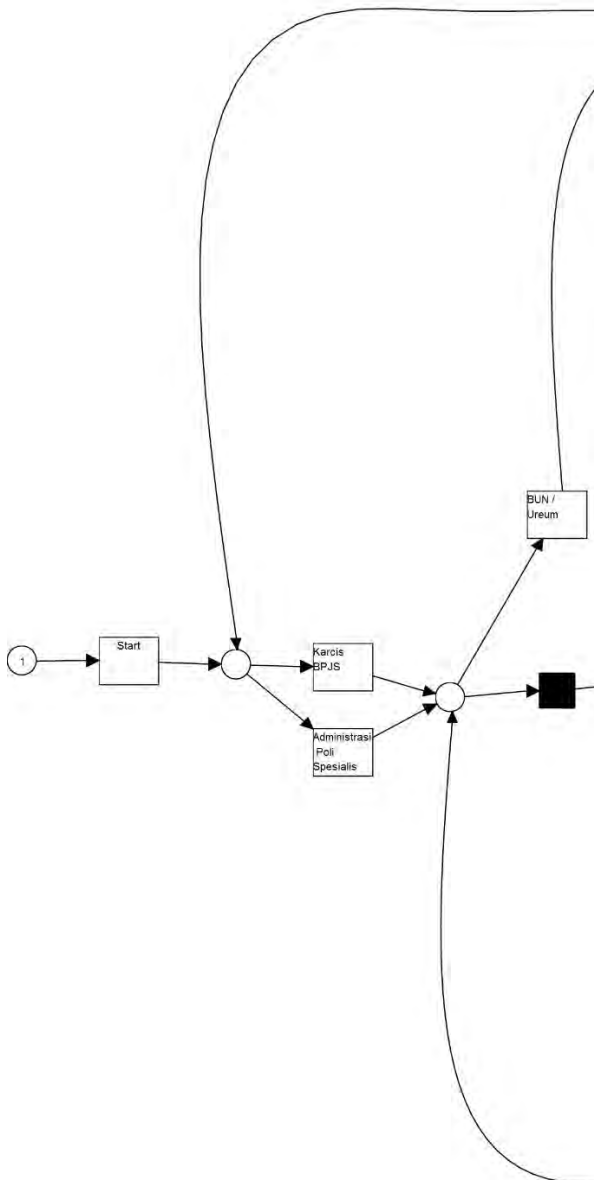 BUN /
Ureum
1
Start
Karcis
BPJS
Administrasi
Poli
Spesialis